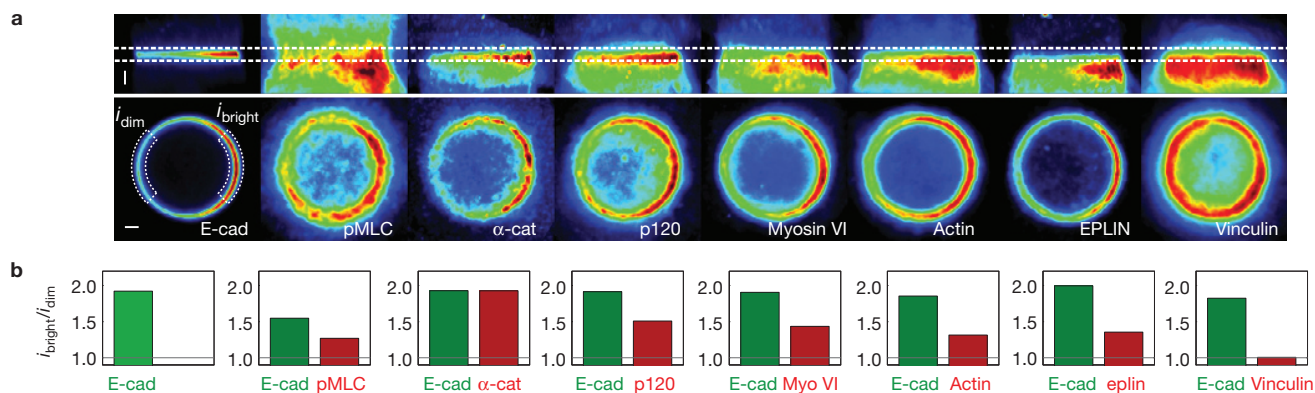 a
i_dim i_bright
E-cad pMLC α-cat p120 Myosin VI Actin EPLIN Vinculin
b
i_bright/i_dim
2.0 2.0 2.0 2.0 2.0 2.0 2.0 2.0
1.5 1.5 1.5 1.5 1.5 1.5 1.5 1.5
1.0 1.0 1.0 1.0 1.0 1.0 1.0 1.0
E-cad E-cad pMLC E-cad α-cat E-cad p120 E-cad Myo VI E-cad Actin E-cad eplin E-cad Vinculin